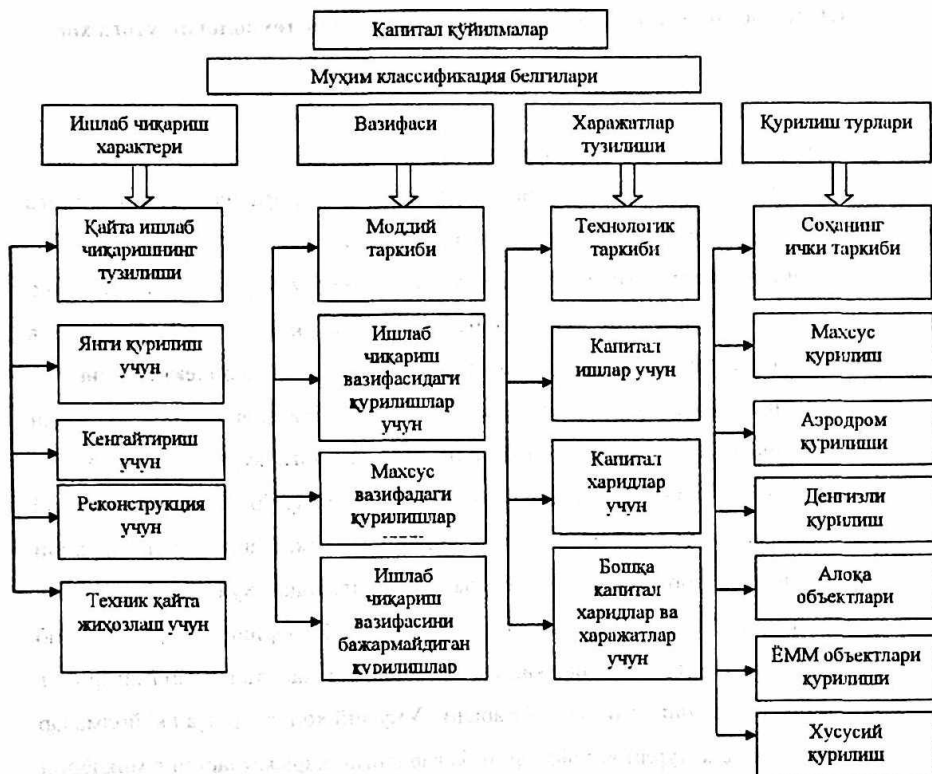 Капитал қўйилмалар
Муҳим классификация белгилари
Ишлаб чиқариш
характери
Қайта ишлаб
чиқаришнинг
тузилиши
Янги қурилиш
учун
Кенгайтириш
учун
Реконструкция
учун
Техник қайта
жиҳозлаш учун
Вазифаси
Моддий
таркиби
Ишлаб
чиқариш
вазифасидаги
қурилишлар
учун
Махсус
вазифадаги
қурилишлар
Ишлаб
чиқариш
вазифасини
бажармайдиган
қурилишлар
Харажатлар
тузилиши
Технологик
таркиби
Капитал
ишлар учун
Капитал
харидлар
учун
Бошқа
капитал
харидлар ва
харажатлар
учун
Қурилиш турлари
Соҳанинг
ички таркиби
Махсус
қурилиш
Аэродром
қурилиши
Денгизли
қурилиш
Алоқа
объектлари
ЁММ объектлари
қурилиши
Хусусий
қурилиш